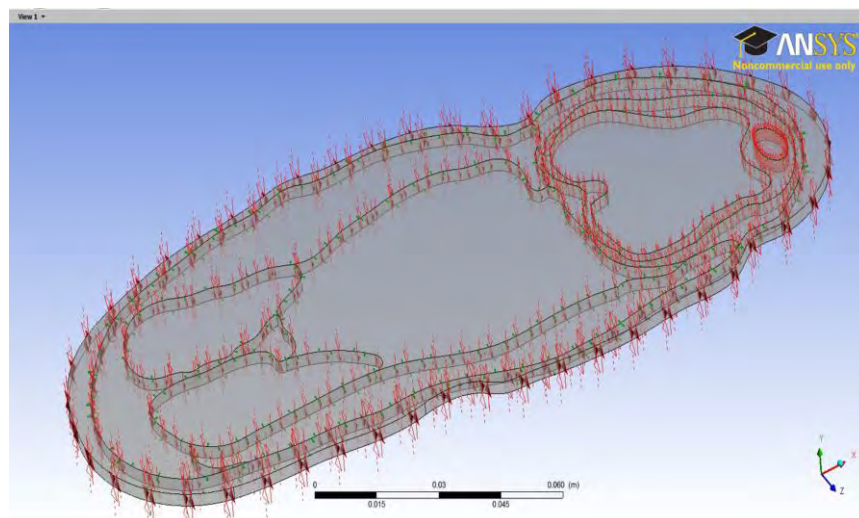 View 1
ANSYS
Noncommercial use only
0 0.03 0.060 (m)
0.015 0.045
Y
X
Z